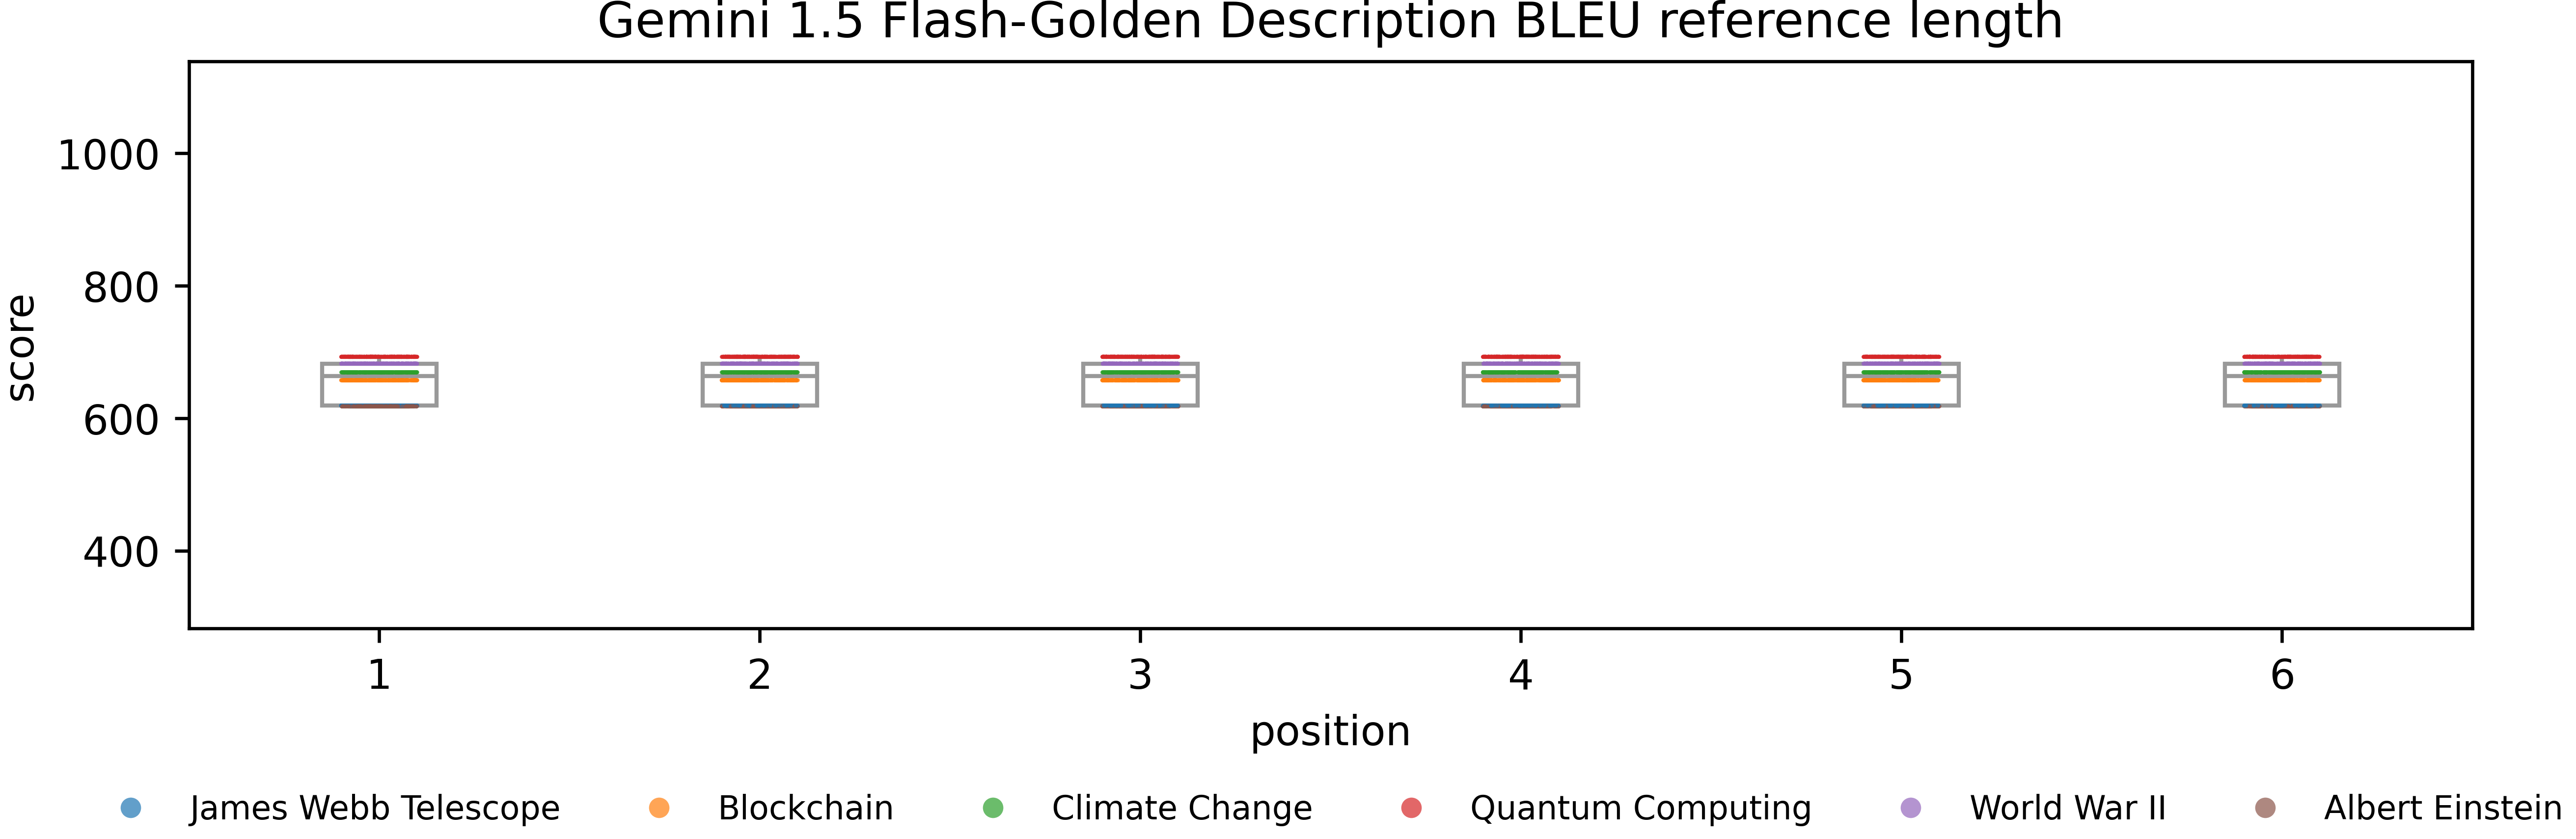 Gemini 1.5 Flash-Golden Description BLEU reference length
score
1000
800
600
400
1 2 3 4 5 6
position
James Webb Telescope Blockchain Climate Change Quantum Computing World War II Albert Einstein